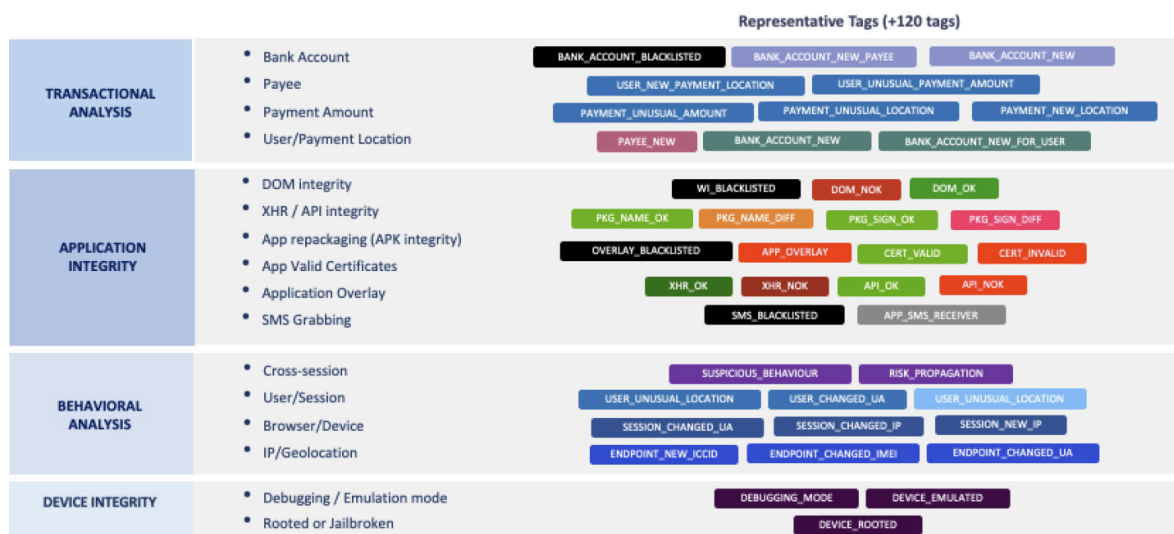 Representative Tags (+120 tags)
TRANSACTIONAL
ANALYSIS
• Bank Account
• Payee
• Payment Amount
• User/Payment Location
BANK_ACCOUNT_BLACKLISTED BANK_ACCOUNT_NEW_PAYEE BANK_ACCOUNT_NEW
USER_NEW_PAYMENT_LOCATION USER_UNUSUAL_PAYMENT_AMOUNT
PAYMENT_UNUSUAL_AMOUNT PAYMENT_UNUSUAL_LOCATION PAYMENT_NEW_LOCATION
PAYEE_NEW BANK_ACCOUNT_NEW BANK_ACCOUNT_NEW_FOR_USER
APPLICATION
INTEGRITY
• DOM integrity
• XHR / API integrity
• App repackaging (APK integrity)
• App Valid Certificates
• Application Overlay
• SMS Grabbing
WI_BLACKLISTED DOM_NOK DOM_OK
PKG_NAME_OK PKG_NAME_DIFF PKG_SIGN_OK PKG_SIGN_DIFF
OVERLAY_BLACKLISTED APP_OVERLAY CERT_VALID CERT_INVALID
XHR_OK XHR_NOK API_OK API_NOK
SMS_BLACKLISTED APP_SMS_RECEIVER
BEHAVIORAL
ANALYSIS
• Cross-session
• User/Session
• Browser/Device
• IP/Geolocation
SUSPICIOUS_BEHAVIOUR RISK_PROPAGATION
USER_UNUSUAL_LOCATION USER_CHANGED_UA USER_UNUSUAL_LOCATION
SESSION_CHANGED_UA SESSION_CHANGED_IP SESSION_NEW_IP
ENDPOINT_NEW_ICCID ENDPOINT_CHANGED_IMEI ENDPOINT_CHANGED_UA
DEVICE INTEGRITY
• Debugging / Emulation mode
• Rooted or Jailbroken
DEBUGGING_MODE DEVICE_EMULATED
DEVICE_ROOTED